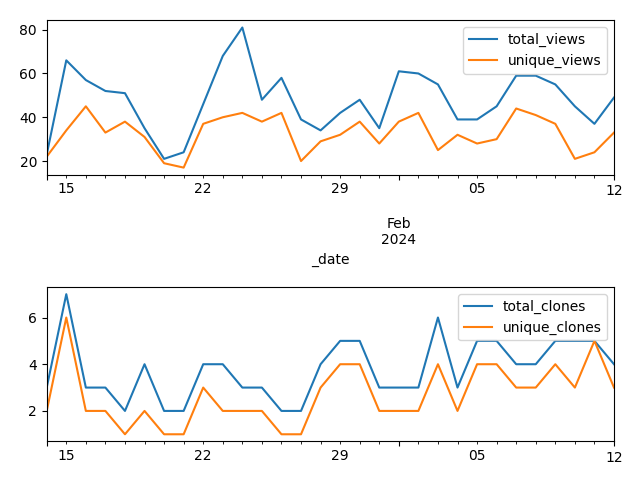 80
60
40
20
total_views
unique_views
15 22 29 05 12
Feb
2024
_date
6
4
2
total_clones
unique_clones
15 22 29 05 12